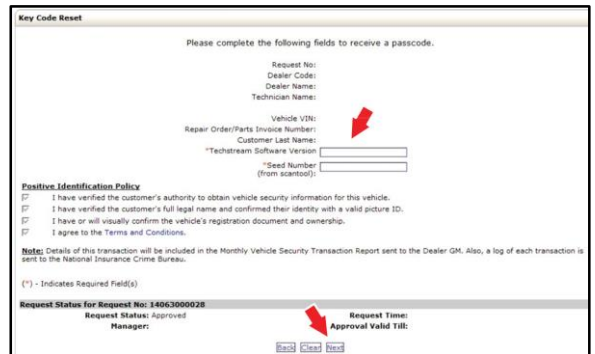 Key Code Reset
Please complete the following fields to receive a passcode.
Request No:
Dealer Code:
Dealer Name:
Technician Name:
Vehicle VIN:
Repair Order/Parts Invoice Number:
Customer Last Name:
*Techstream Software Version
*Seed Number
(from scantool):
Positive Identification Policy
I have verified the customer's authority to obtain vehicle security information for this vehicle.
I have verified the customer's full legal name and confirmed their identity with a valid picture ID.
I have or will visually confirm the vehicle's registration document and ownership.
I agree to the Terms and Conditions.
Note: Details of this transaction will be included in the Monthly Vehicle Security Transaction Report sent to the Dealer GM. Also, a log of each transaction is
sent to the National Insurance Crime Bureau.
(*) - Indicates Required Field(s)
Request Status for Request No: 14063000028
Request Status: Approved Request Time:
Manager: Approval Valid Till:
Back Clear Next